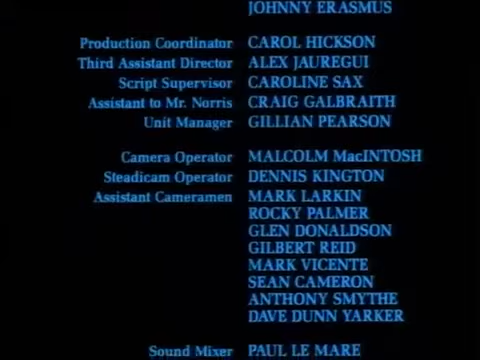 JOHNNY ERASMUS
Production Coordinator CAROL HICKSON
Third Assistant Director ALEX JAUREGUI
Script Supervisor CAROLINE SAX
Assistant to Mr. Norris CRAIG GALBRAITH
Unit Manager GILLIAN PEARSON
Camera Operator MALCOLM MacINTOSH
Steadicam Operator DENNIS KINGTON
Assistant Cameramen MARK LARKIN
ROCKY PALMER
GLEN DONALDSON
GILBERT REID
MARK VICENTE
SEAN CAMERON
ANTHONY SMYTHE
DAVE DUNN YARKER
Sound Mixer PAUL LE MARE